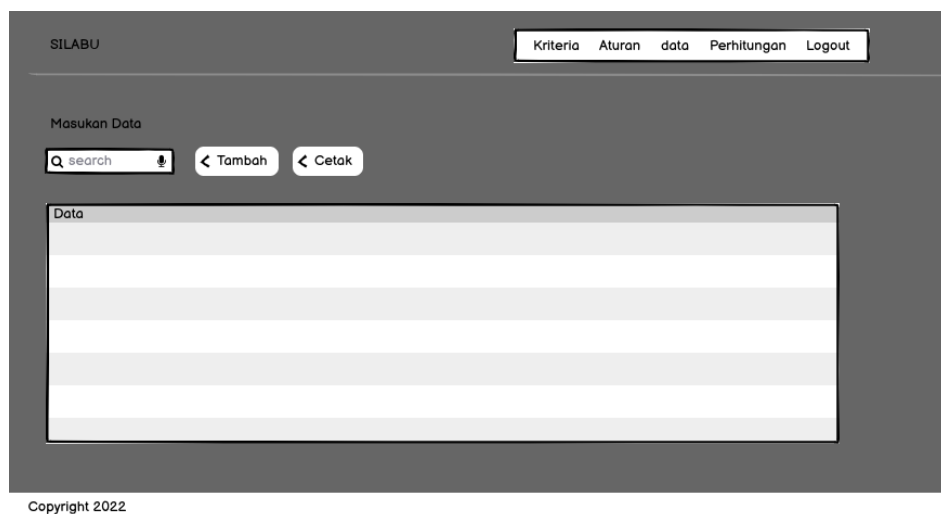 SILABU
Kriteria Aturan data Perhitungan Logout
Masukan Data
search
Tambah
Cetak
Data
Copyright 2022